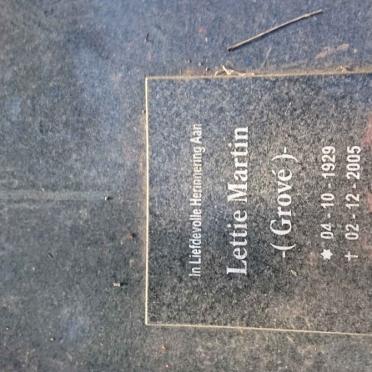 In Liefdevolle Herinnering Aan
Lettie Martin
-( Grové )-
✱ 04 - 10 - 1929
† 02 - 12 - 2005